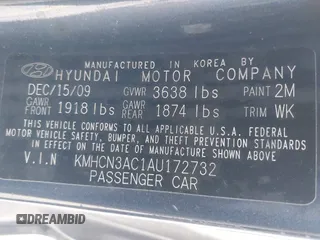 MANUFACTURED IN KOREA BY
HYUNDAI MOTOR COMPANY
DEC/15/09 GVWR 3638 lbs PAINT 2M
GAWR FRONT 1918 lbs GAWR REAR 1874 lbs TRIM WK
THIS VEHICLE CONFORMS TO ALL APPLICABLE U.S.A. FEDERAL
MOTOR VEHICLE SAFETY, BUMPER, AND THEFT PREVENTION STANDARDS
IN EFFECT ON THE DATE OF MANUFACTURE SHOWN ABOVE.
V.I.N KMHCN3AC1AU172732
PASSENGER CAR
AUTOBIDCAR